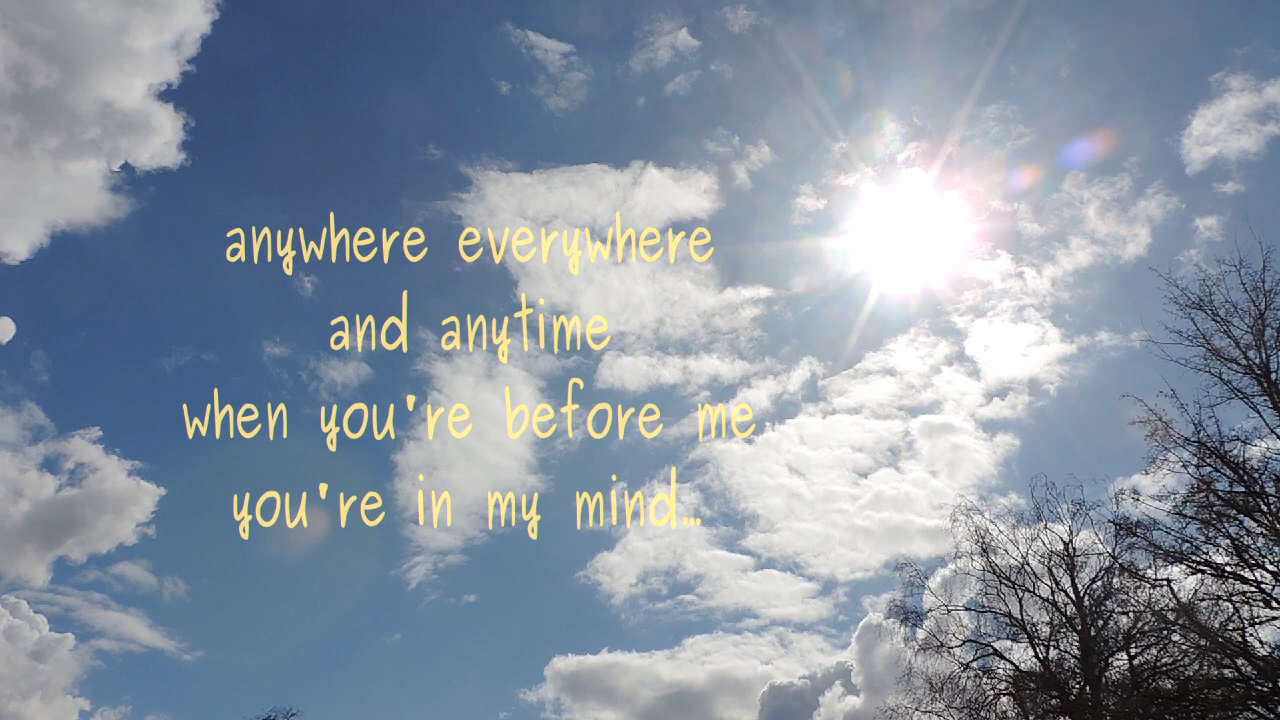 anywhere everywhere
and anytime
when you're before me
you're in my mind...